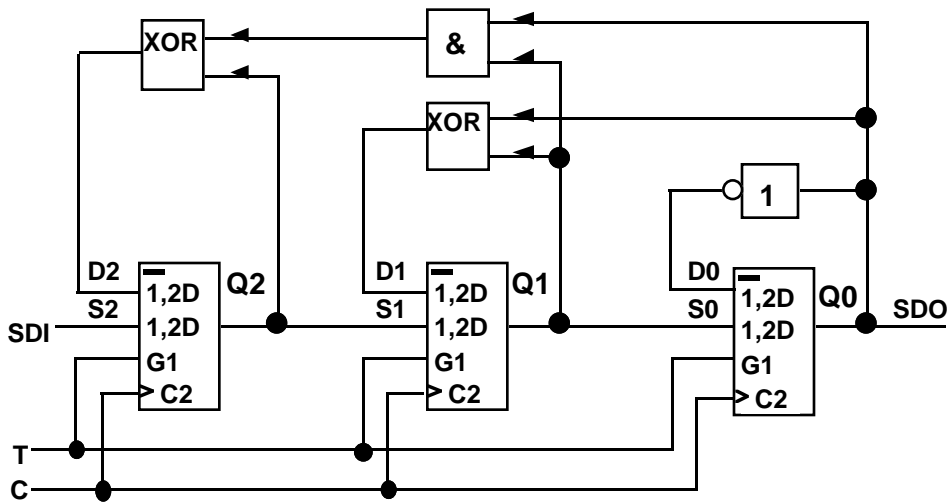 XOR
&
XOR
1
D2
1,2D
S2
1,2D
G1
> C2
Q2
SDI
D1
1,2D
S1
1,2D
G1
> C2
Q1
D0
1,2D
S0
1,2D
G1
> C2
Q0
SDO
T
C